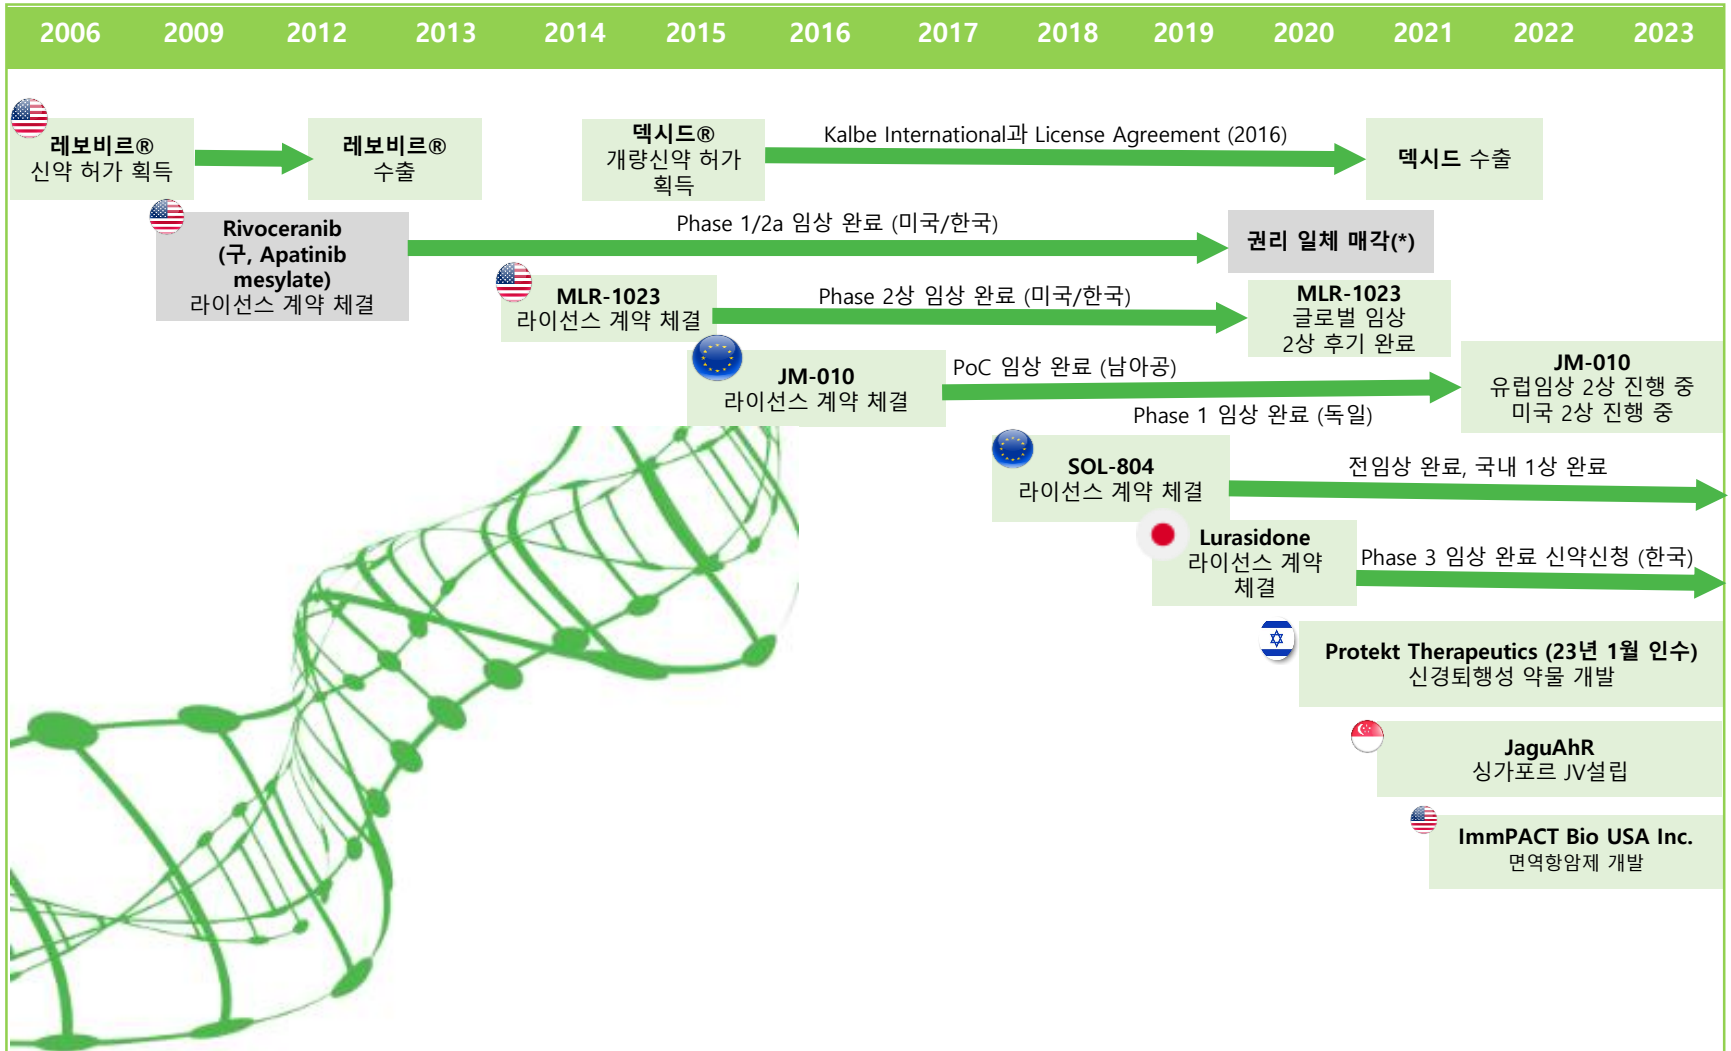 2006 2009 2012 2013 2014 2015 2016 2017 2018 2019 2020 2021 2022 2023
레보비르®
신약 허가 획득
레보비르®
수출
덱시드®
개량신약 허가
획득
Kalbe International과 License Agreement (2016)
덱시드 수출
Rivoceranib
(구, Apatinib
mesylate)
라이선스 계약 체결
Phase 1/2a 임상 완료 (미국/한국)
권리 일체 매각(*)
MLR-1023
라이선스 계약 체결
Phase 2상 임상 완료 (미국/한국)
MLR-1023
글로벌 임상
2상 후기 완료
JM-010
라이선스 계약 체결
PoC 임상 완료 (남아공)
Phase 1 임상 완료 (독일)
JM-010
유럽임상 2상 진행 중
미국 2상 진행 중
SOL-804
라이선스 계약 체결
전임상 완료, 국내 1상 완료
Lurasidone
라이선스 계약
체결
Phase 3 임상 완료 신약신청 (한국)
Protekt Therapeutics (23년 1월 인수)
신경퇴행성 약물 개발
JaguAhR
싱가포르 JV설립
ImmPACT Bio USA Inc.
면역항암제 개발